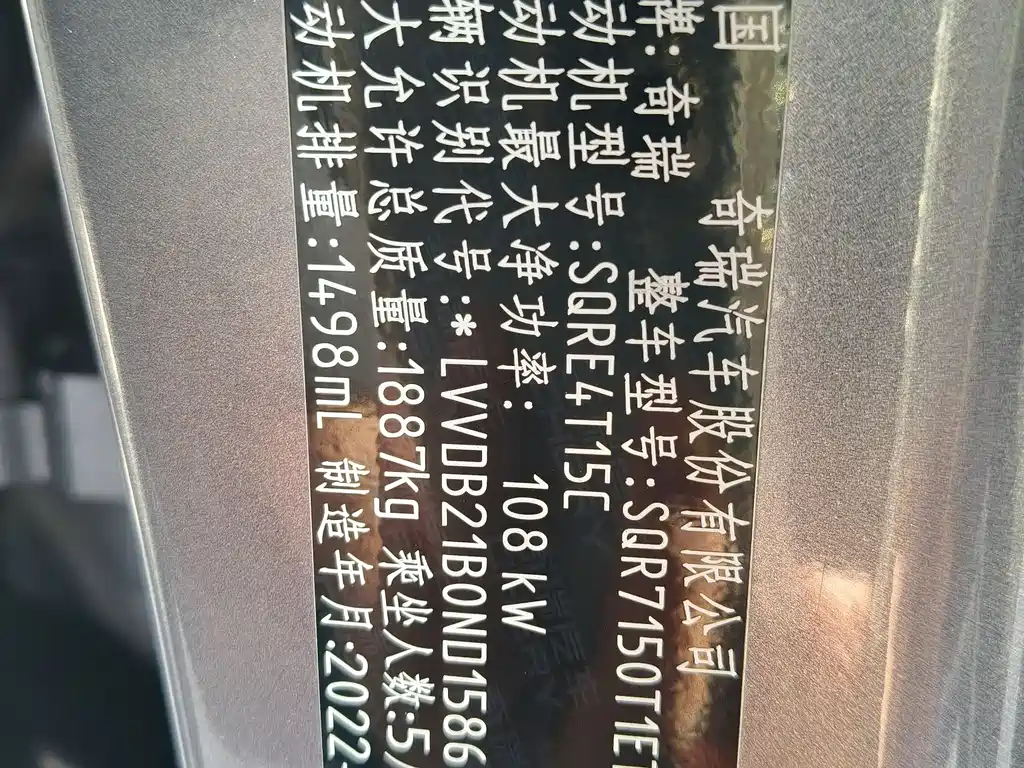 国 奇瑞汽车股份有限公司
牌: 奇瑞 整车型号:SQR7150T1E
动机型号:SQRE4T15C
动机最大净功率: 108kW
辆识别代号:*LVVDB21B0ND1586
大允许总质量:1887kg 乘坐人数:5
动机排量:1498mL 制造年月:2022